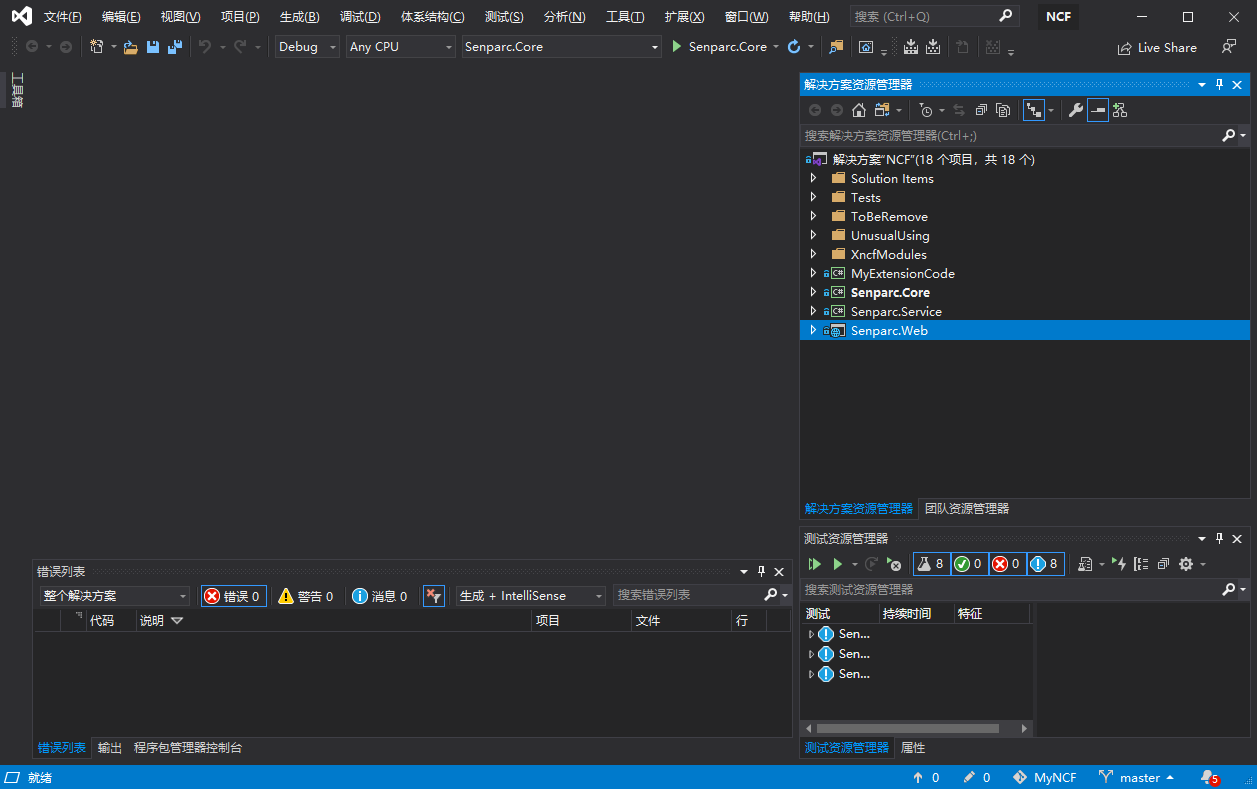 文件(F) 编辑(E) 视图(V) 项目(P) 生成(B) 调试(D) 体系结构(C) 测试(S) 分析(N) 工具(T) 扩展(X) 窗口(W) 帮助(H) 搜索 (Ctrl+Q) NCF
Debug Any CPU Senparc.Core Senparc.Core Live Share
工具箱
解决方案资源管理器
搜索解决方案资源管理器(Ctrl+;)
解决方案"NCF"(18 个项目，共 18 个)
Solution Items
Tests
ToBeRemove
UnusualUsing
XncfModules
C# MyExtensionCode
C# Senparc.Core
C# Senparc.Service
Senparc.Web
解决方案资源管理器 团队资源管理器
测试资源管理器
8 0 0 8
搜索测试资源管理器
测试 持续时间 特征
Sen...
Sen...
Sen...
测试资源管理器 属性
错误列表
整个解决方案 错误 0 警告 0 消息 0 生成 + IntelliSense 搜索错误列表
代码 说明 项目 文件 行
错误列表 输出 程序包管理器控制台
就绪 0 0 MyNCF master 5